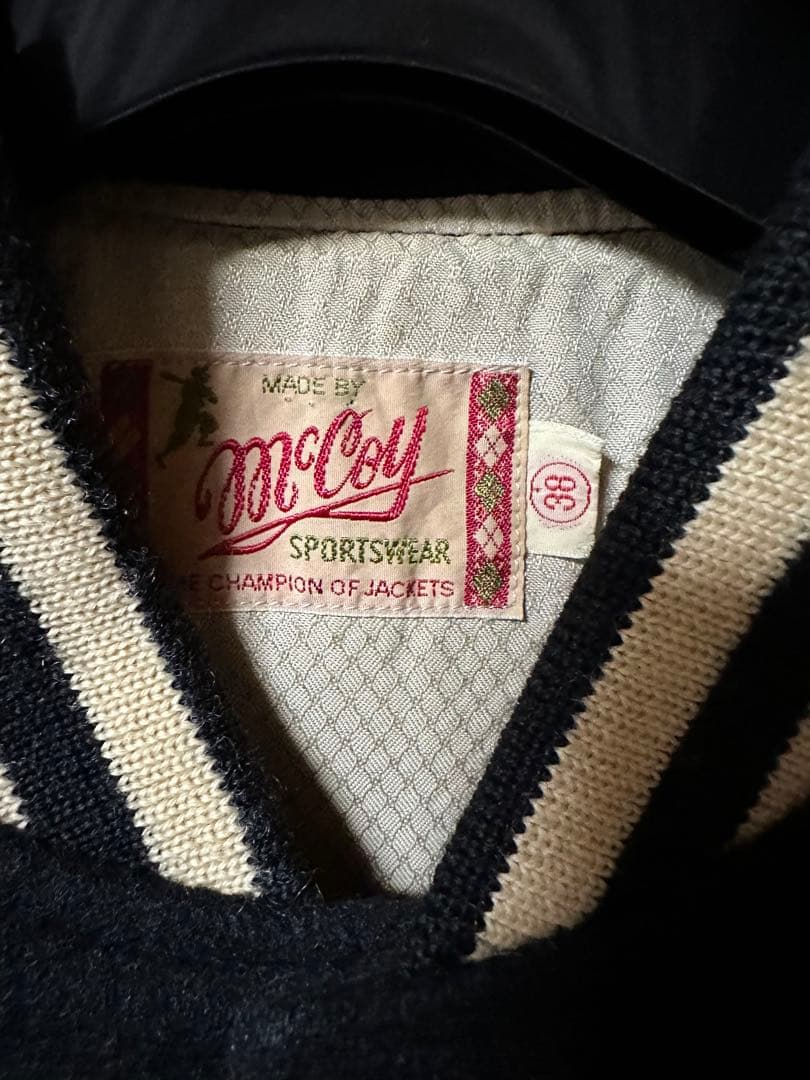 MADE BY
McCoy
SPORTSWEAR
CHAMPION OF JACKETS
38